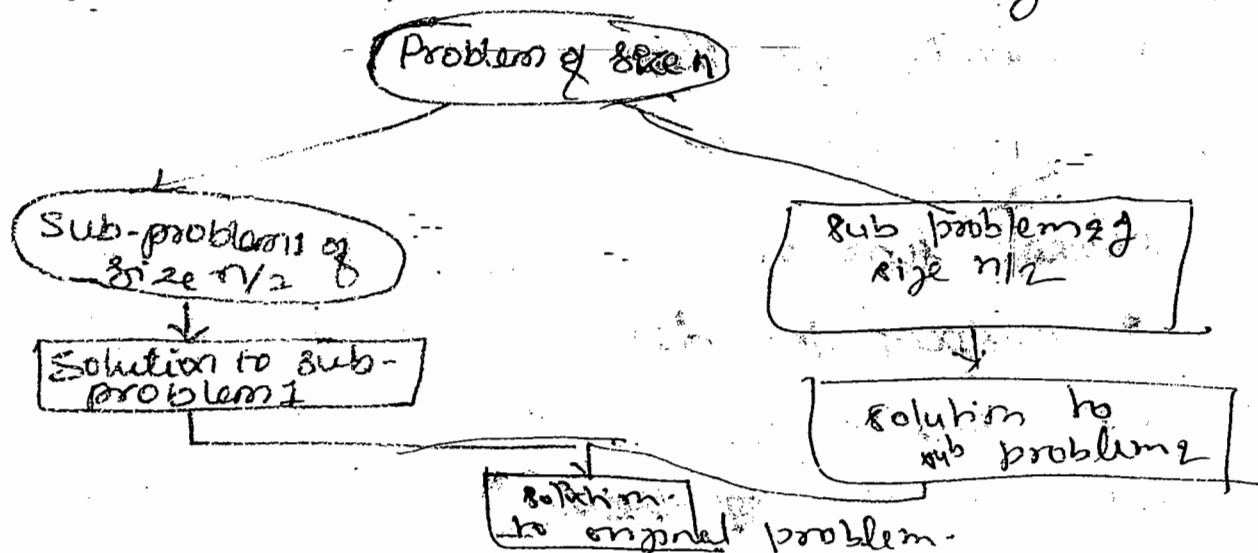 Problem of size n
Sub-problem1 of
size n/2
sub problem2 of
size n/2
Solution to sub-
problem1
solution to
sub problem2
solution
to original problem.